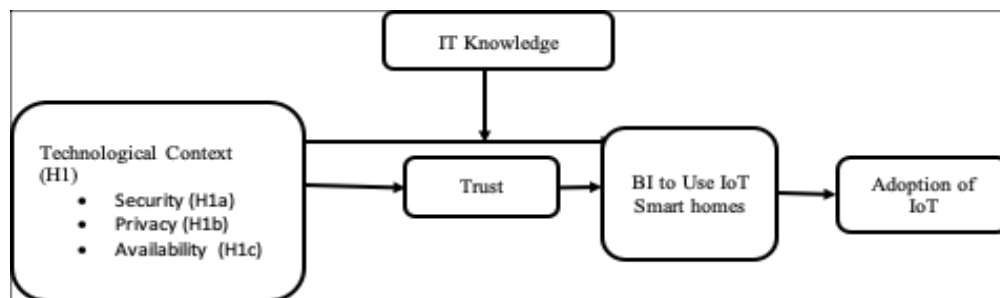 IT Knowledge
Technological Context
(H1)
• Security (H1a)
• Privacy (H1b)
• Availability (H1c)
Trust
BI to Use IoT
Smart homes
Adoption of
IoT